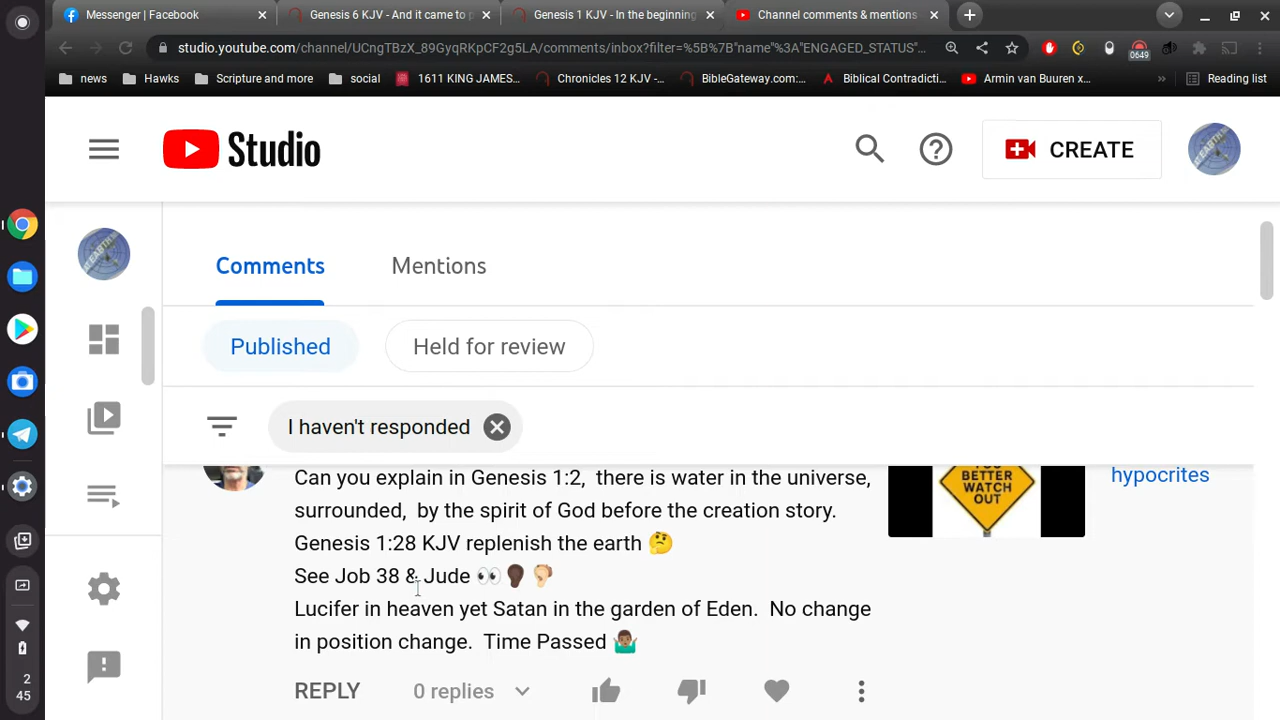 Messenger | Facebook
Genesis 6 KJV - And it came to p
Genesis 1 KJV - In the beginning
Channel comments & mentions
studio.youtube.com/channel/UCngTBzX_89GyqRKpCF2g5LA/comments/inbox?filter=%5B%7B"name"%3A"ENGAGED_STATUS"...
0649
news
Hawks
Scripture and more
social
1611 KING JAMES...
Chronicles 12 KJV -...
BibleGateway.com:...
Biblical Contradicti...
Armin van Buuren x...
»
Reading list
Studio
CREATE
Comments
Mentions
Published
Held for review
I haven't responded
Can you explain in Genesis 1:2,  there is water in the universe,
surrounded,  by the spirit of God before the creation story.
Genesis 1:28 KJV replenish the earth 🤔
See Job 38 & Jude 👀👂🏿👂🏼
Lucifer in heaven yet Satan in the garden of Eden.  No change
in position change.  Time Passed 🤷🏽‍♂️
BETTER
WATCH
OUT
hypocrites
REPLY
0 replies
2
45